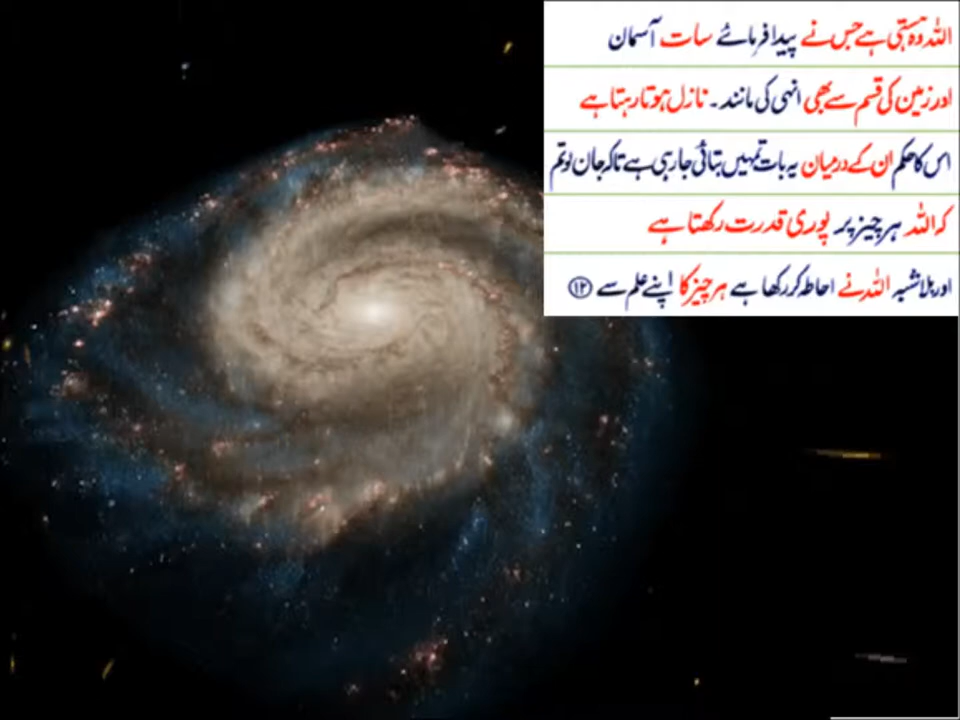 اللہ وہ ہستی ہے جس نے پیدا فرمائے سات آسمان
اور زمین کی قسم سے بھی انہی کی مانند۔ نازل ہوتا رہتا ہے
اس کا حکم ان کے درمیان یہ بات تمہیں بتائی جا رہی ہے تاکہ جان لو تم
کہ اللہ ہر چیز پر پوری قدرت رکھتا ہے
اور بلاشبہ اللہ نے احاطہ کر رکھا ہے ہر چیز کا اپنے علم سے ⑫